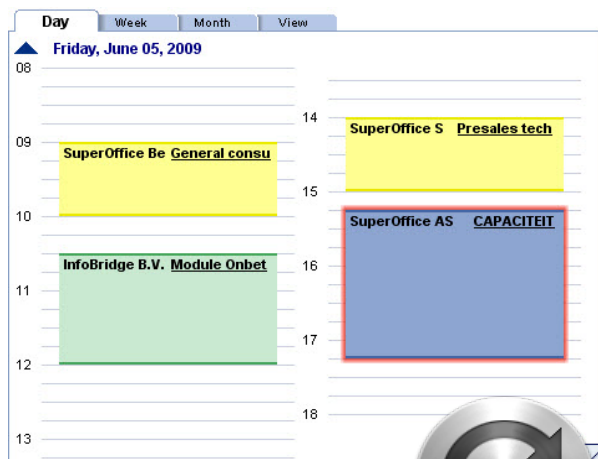 Day Week Month View
Friday, June 05, 2009
08
09
SuperOffice Be General consu
10
InfoBridge B.V. Module Onbet
11
12
13
14
SuperOffice S Presales tech
15
SuperOffice AS CAPACITEIT
16
17
18